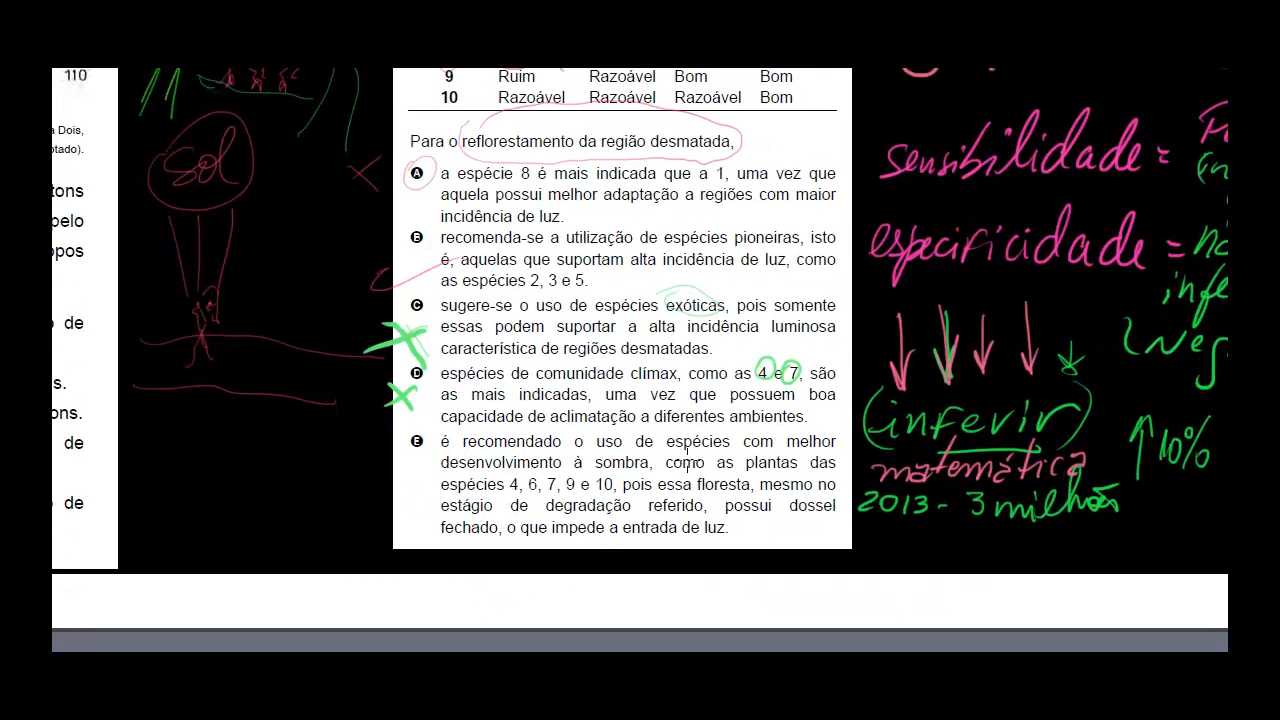 110
a Dois,
otado).
tons
pelo
opos
o de
s.
ons.
de
de
sol
9 Ruim Razoável Bom Bom
10 Razoável Razoável Razoável Bom
Para o reflorestamento da região desmatada,
A a espécie 8 é mais indicada que a 1, uma vez que
aquela possui melhor adaptação a regiões com maior
incidência de luz.
B recomenda-se a utilização de espécies pioneiras, isto
é, aquelas que suportam alta incidência de luz, como
as espécies 2, 3 e 5.
C sugere-se o uso de espécies exóticas, pois somente
essas podem suportar a alta incidência luminosa
característica de regiões desmatadas.
D espécies de comunidade clímax, como as 4 e 7, são
as mais indicadas, uma vez que possuem boa
capacidade de aclimatação a diferentes ambientes.
E é recomendado o uso de espécies com melhor
desenvolvimento à sombra, como as plantas das
espécies 4, 6, 7, 9 e 10, pois essa floresta, mesmo no
estágio de degradação referido, possui dossel
fechado, o que impede a entrada de luz.
sensibilidade =
especificidade =
infe
(Neg
(inferir)
10%
matemática
2013 - 3 milhões